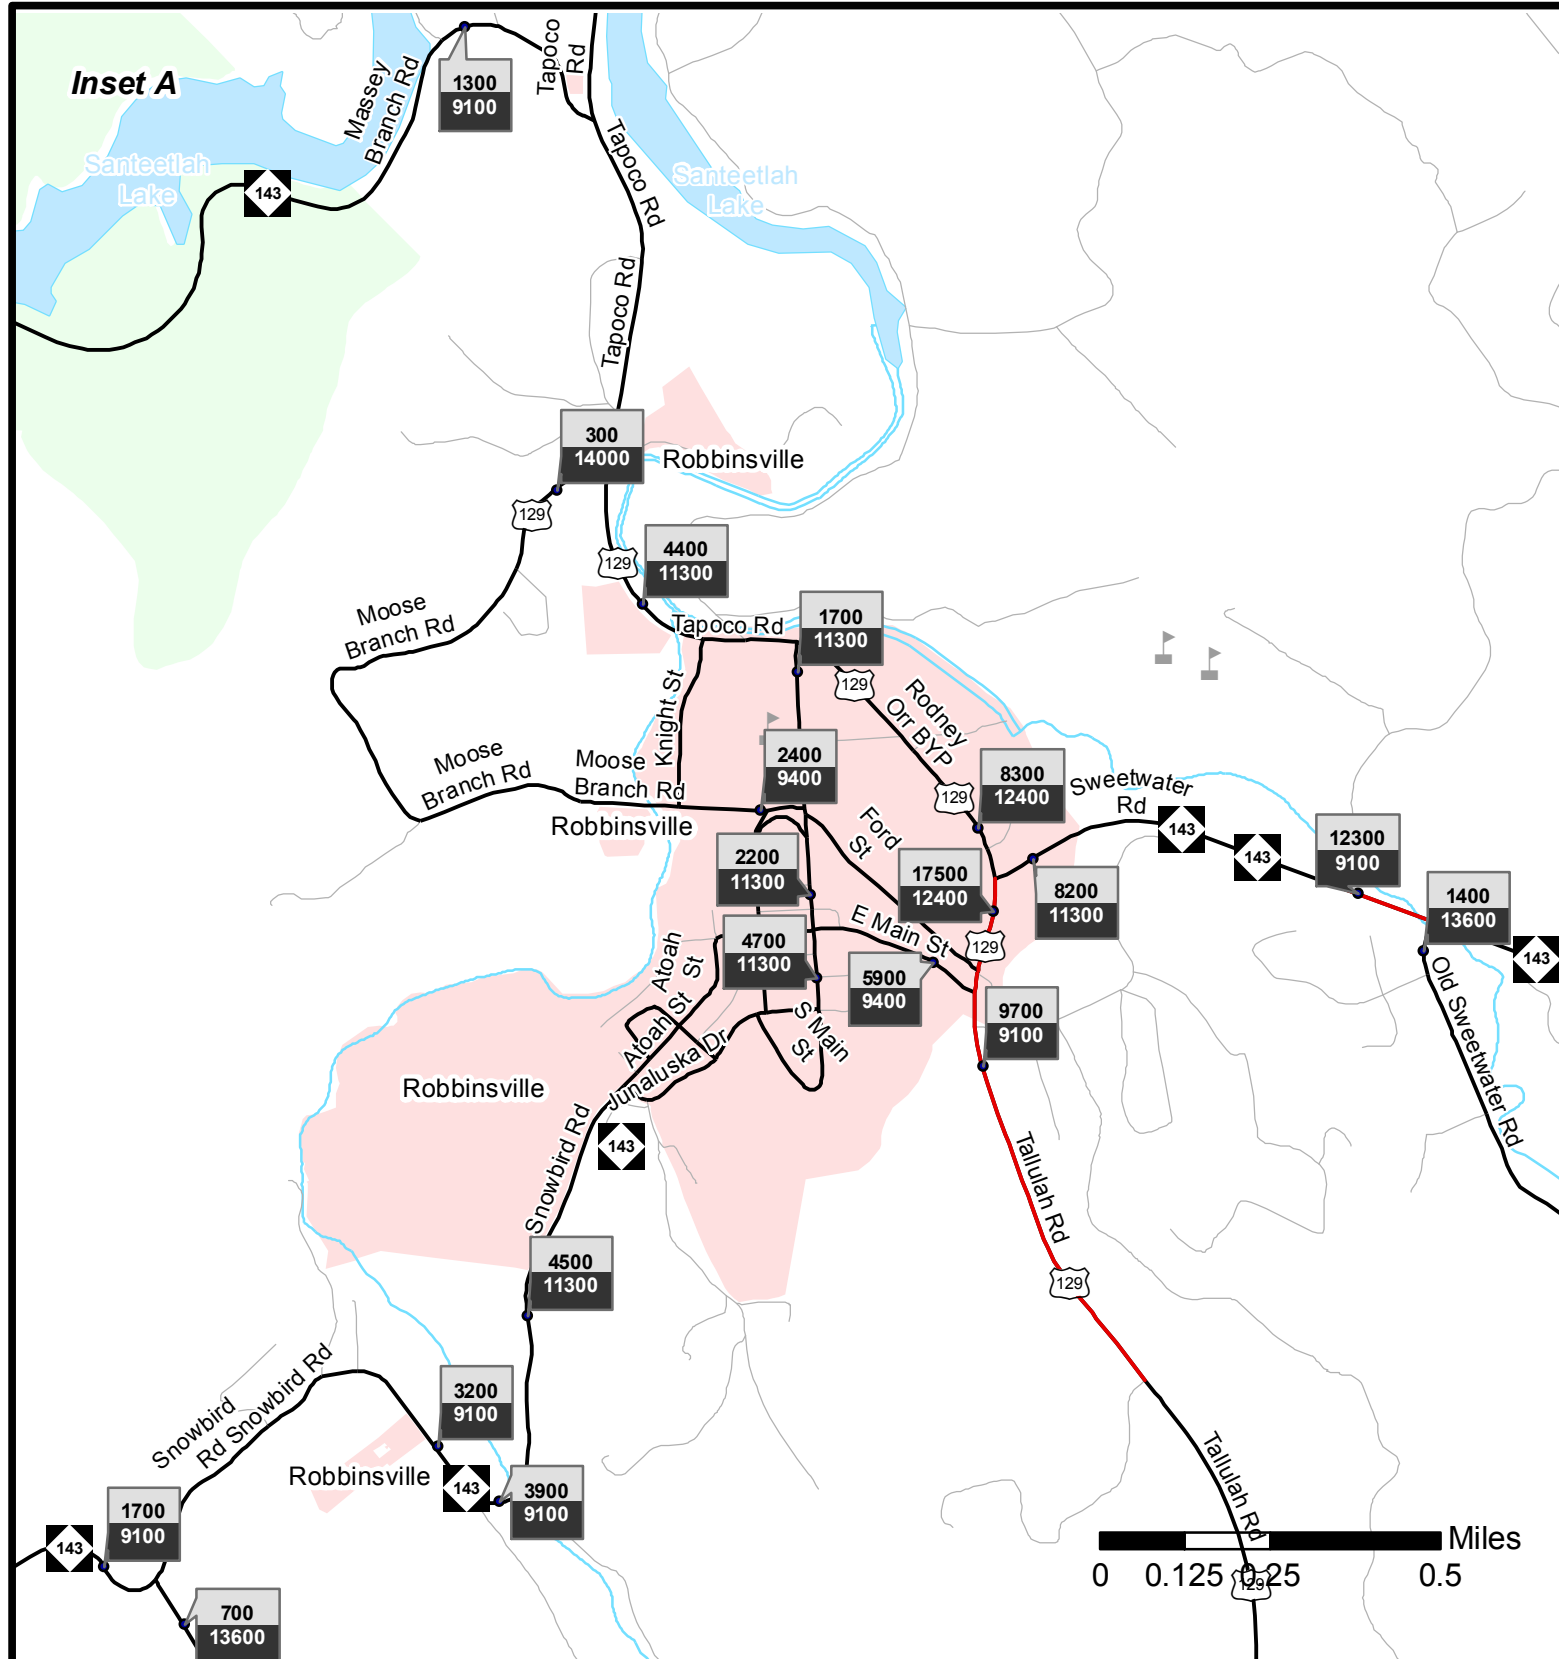 Inset A
Massey
Branch Rd
Tapoco
Rd
1300
9100
Santeetlah
Lake
143
Tapoco Rd
Santeetlah
Lake
Tapoco Rd
300
14000
Robbinsville
129
129
4400
11300
Moose
Branch Rd
Tapoco Rd
1700
11300
129
Rodney
Orr BYP
Knight St
Moose
Branch Rd
Moose
Branch Rd
2400
9400
8300
12400
129
Sweetwater
Rd
143
143
12300
9100
Robbinsville
Ford
St
2200
11300
17500
12400
8200
11300
1400
13600
143
E Main St
129
Atoah
St
4700
11300
5900
9400
Old Sweetwater Rd
9700
9100
Atoah St
S Main
St
Junaluska Dr
Robbinsville
143
Snowbird Rd
Tallulah Rd
4500
11300
129
Snowbird
Rd
Snowbird Rd
3200
9100
Robbinsville
143
3900
9100
Tallulah Rd
1700
9100
143
700
13600
Miles
0
0.125
0.25
0.5
129